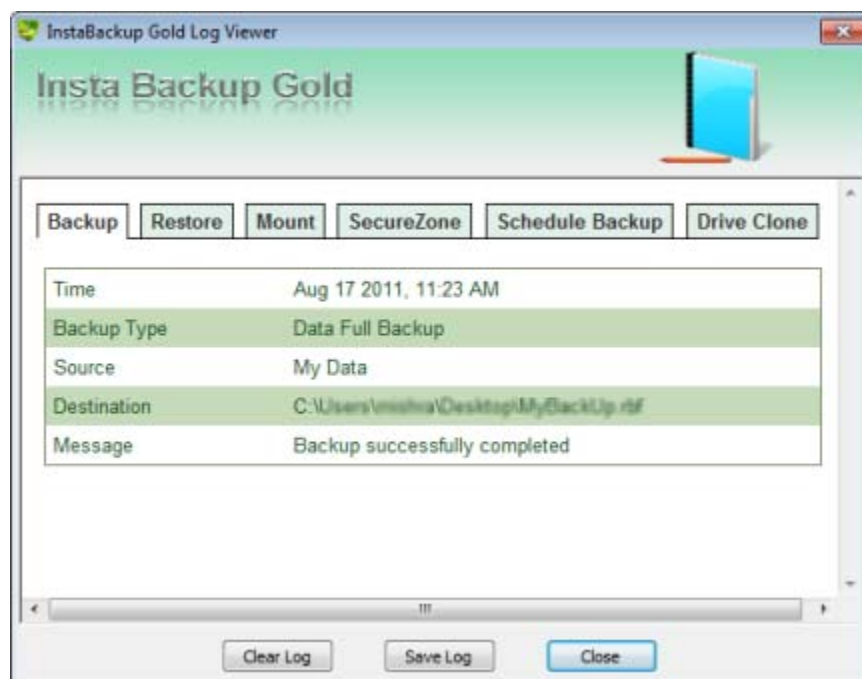 InstaBackup Gold Log Viewer
Insta Backup Gold
Backup Restore Mount SecureZone Schedule Backup Drive Clone
Time Aug 17 2011, 11:23 AM
Backup Type Data Full Backup
Source My Data
Destination C:\
Message Backup successfully completed
Clear Log Save Log Close